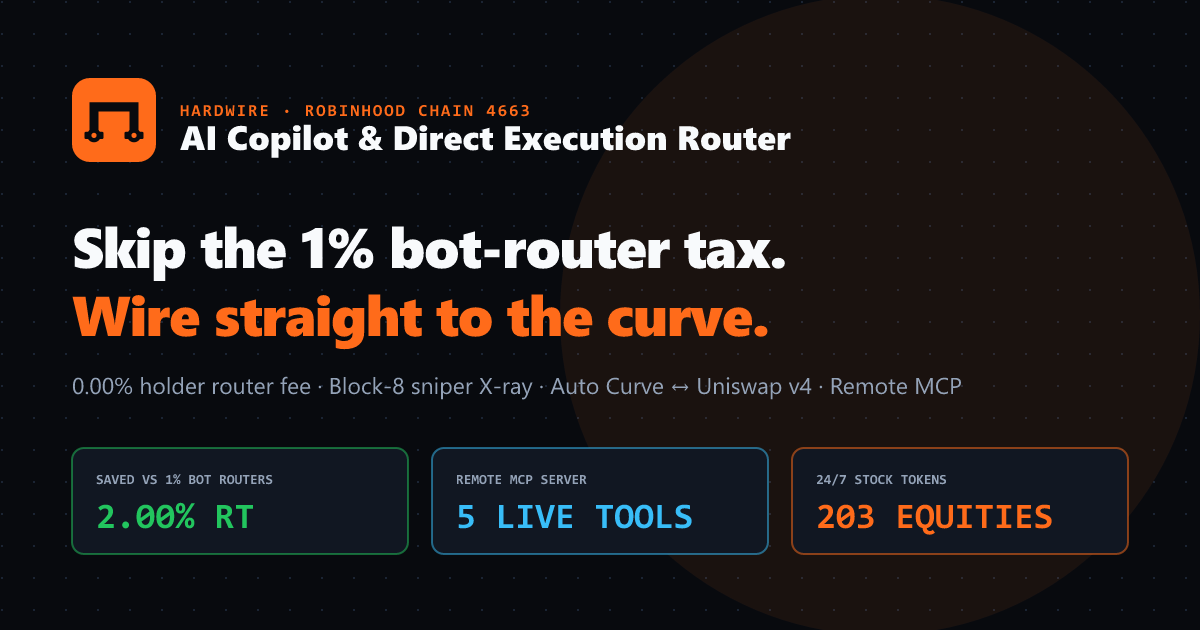 HARDWIRE · ROBINHOOD CHAIN 4663
AI Copilot & Direct Execution Router
Skip the 1% bot-router tax.
Wire straight to the curve.
0.00% holder router fee · Block-8 sniper X-ray · Auto Curve ↔ Uniswap v4 · Remote MCP
SAVED VS 1% BOT ROUTERS
2.00% RT
REMOTE MCP SERVER
5 LIVE TOOLS
24/7 STOCK TOKENS
203 EQUITIES